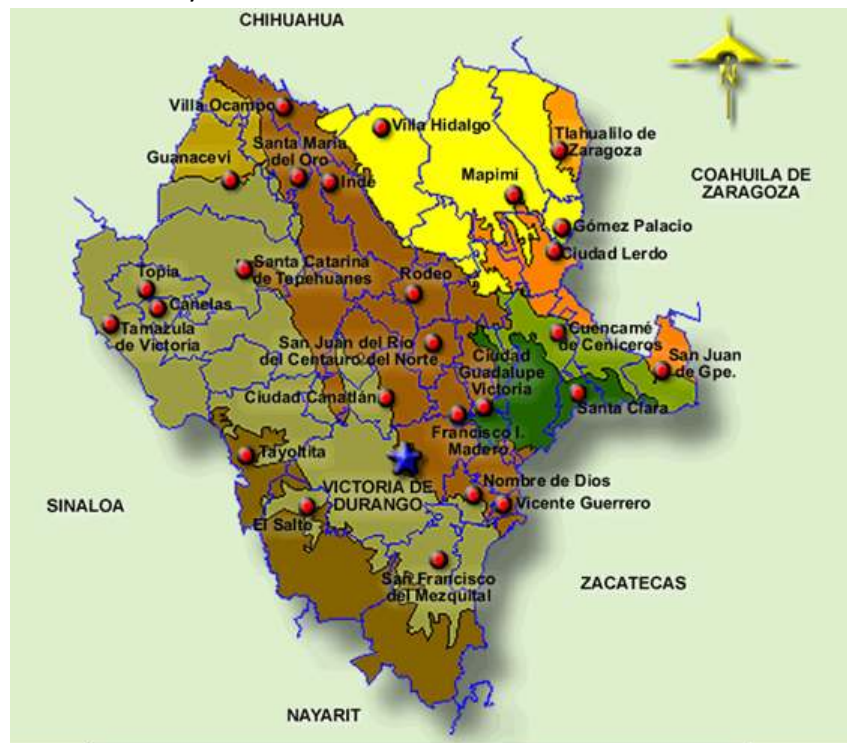 CHIHUAHUA
Villa Ocampo
Villa Hidalgo
Tlahualilo de
Zaragoza
Santa Maria
del Oro
Guanacevi
Indé
Mapimí
COAHUILA DE
ZARAGOZA
N
Gómez Palacio
Ciudad Lerdo
Santa Catarina
de Tepehuanes
Topia
Canelas
Rodeo
Tamazula
de Victoria
San Juan del Río
del Centauro del Norte
Cuencamé
de Ceniceros
Ciudad
Guadalupe
Victoria
San Juan
de Gpe.
Ciudad Canatlán
Santa Clara
Francisco I.
Madero
Tayoltita
Nombre de Dios
VICTORIA DE
DURANGO
Vicente Guerrero
SINALOA
El Salto
San Francisco
del Mezquital
ZACATECAS
NAYARIT